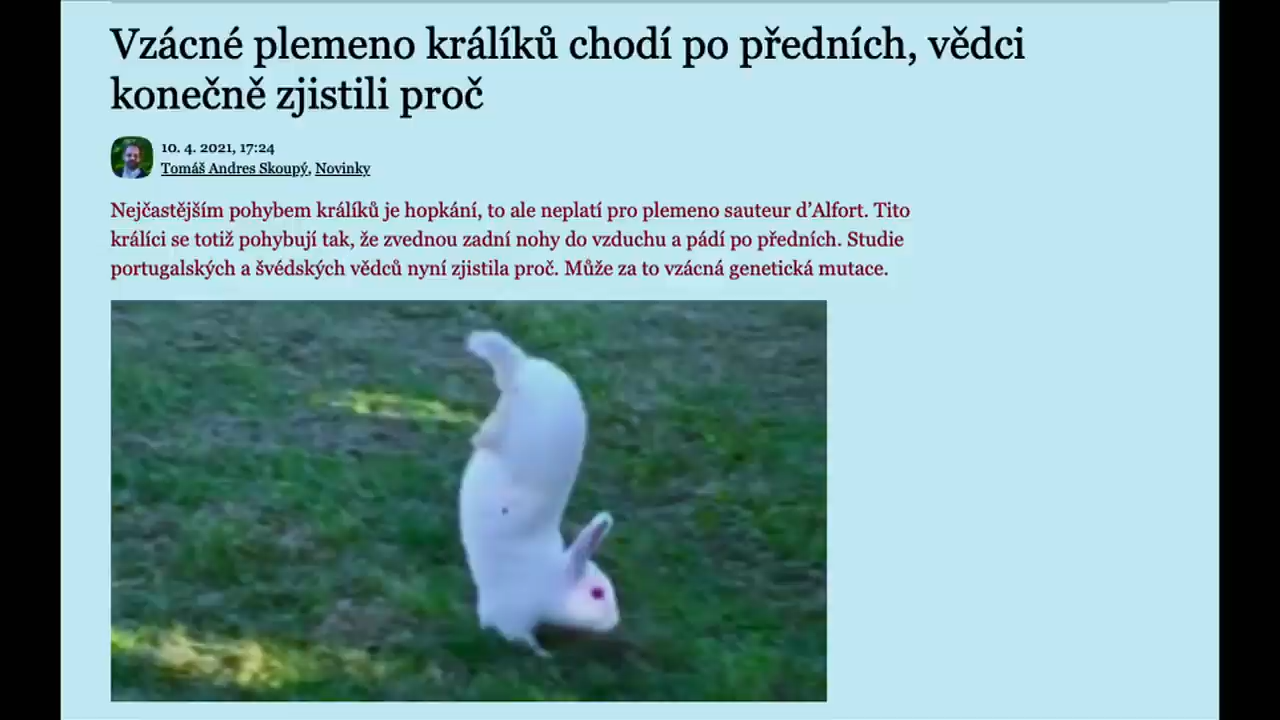 Vzácné plemeno králíků chodí po předních, vědci
konečně zjistili proč
10. 4. 2021, 17:24
Tomáš Andres Skoupý, Novinky
Nejčastějším pohybem králíků je hopkání, to ale neplatí pro plemeno sauteur d’Alfort. Tito
králíci se totiž pohybují tak, že zvednou zadní nohy do vzduchu a pádí po předních. Studie
portugalských a švédských vědců nyní zjistila proč. Může za to vzácná genetická mutace.